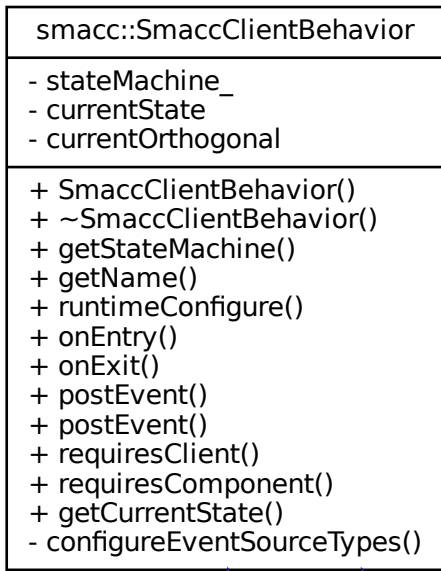 smacc::SmaccClientBehavior
- stateMachine_
- currentState
- currentOrthogonal
+ SmaccClientBehavior()
+ ~SmaccClientBehavior()
+ getStateMachine()
+ getName()
+ runtimeConfigure()
+ onEntry()
+ onExit()
+ postEvent()
+ postEvent()
+ requiresClient()
+ requiresComponent()
+ getCurrentState()
- configureEventSourceTypes()